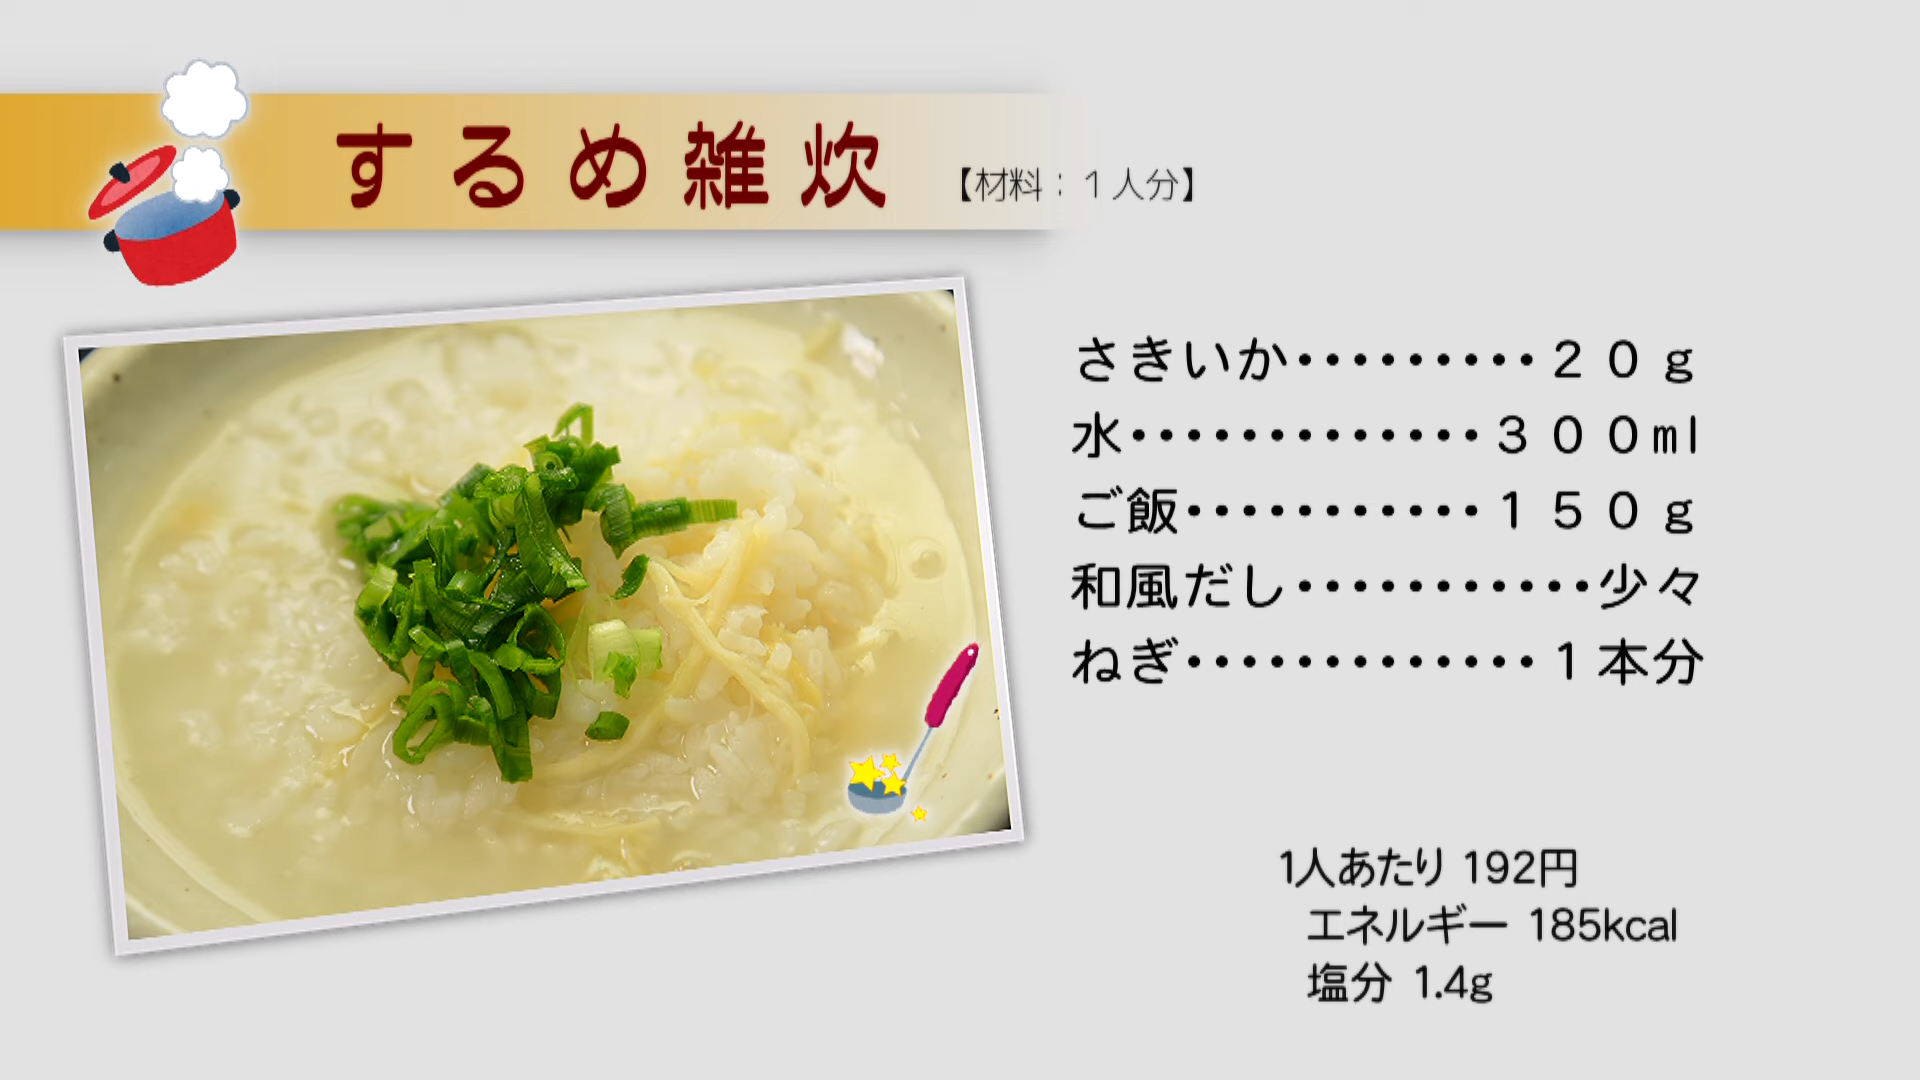 するめ雑炊
【材料：１人分】
さきいか・・・・・・・・・２０ｇ
水・・・・・・・・・・・・・３００ml
ご飯・・・・・・・・・・・１５０ｇ
和風だし・・・・・・・・・・・少々
ねぎ・・・・・・・・・・・・・１本分
1人あたり 192円
エネルギー 185kcal
塩分 1.4g